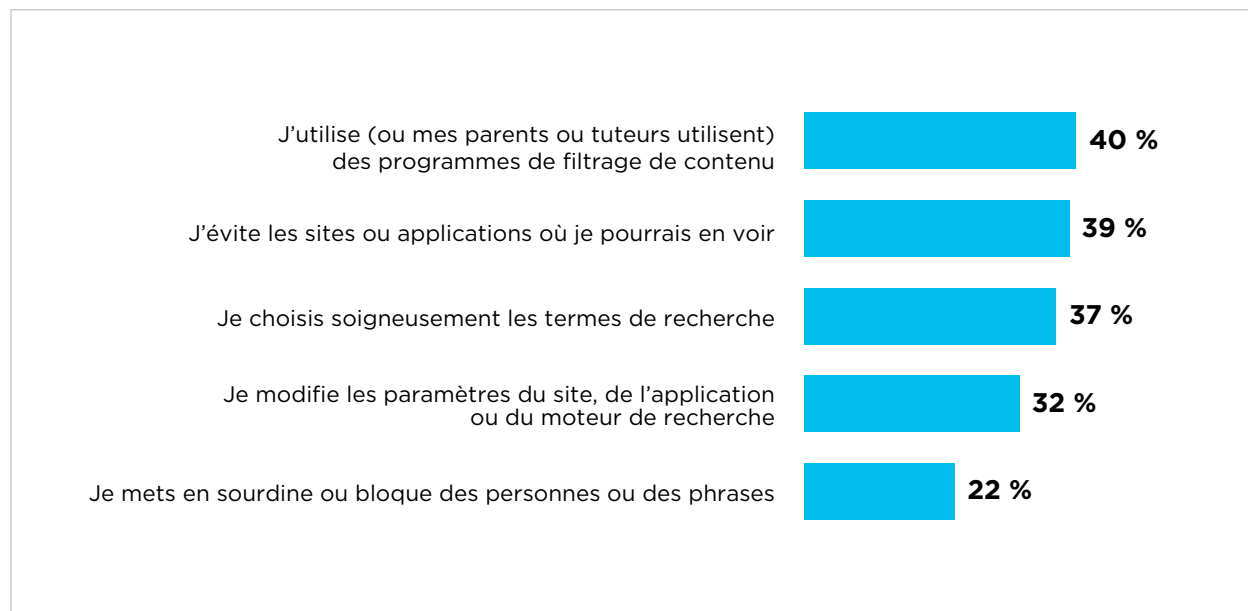 J’utilise (ou mes parents ou tuteurs utilisent)
des programmes de filtrage de contenu
40 %
J’évite les sites ou applications où je pourrais en voir
39 %
Je choisis soigneusement les termes de recherche
37 %
Je modifie les paramètres du site, de l’application
ou du moteur de recherche
32 %
Je mets en sourdine ou bloque des personnes ou des phrases
22 %